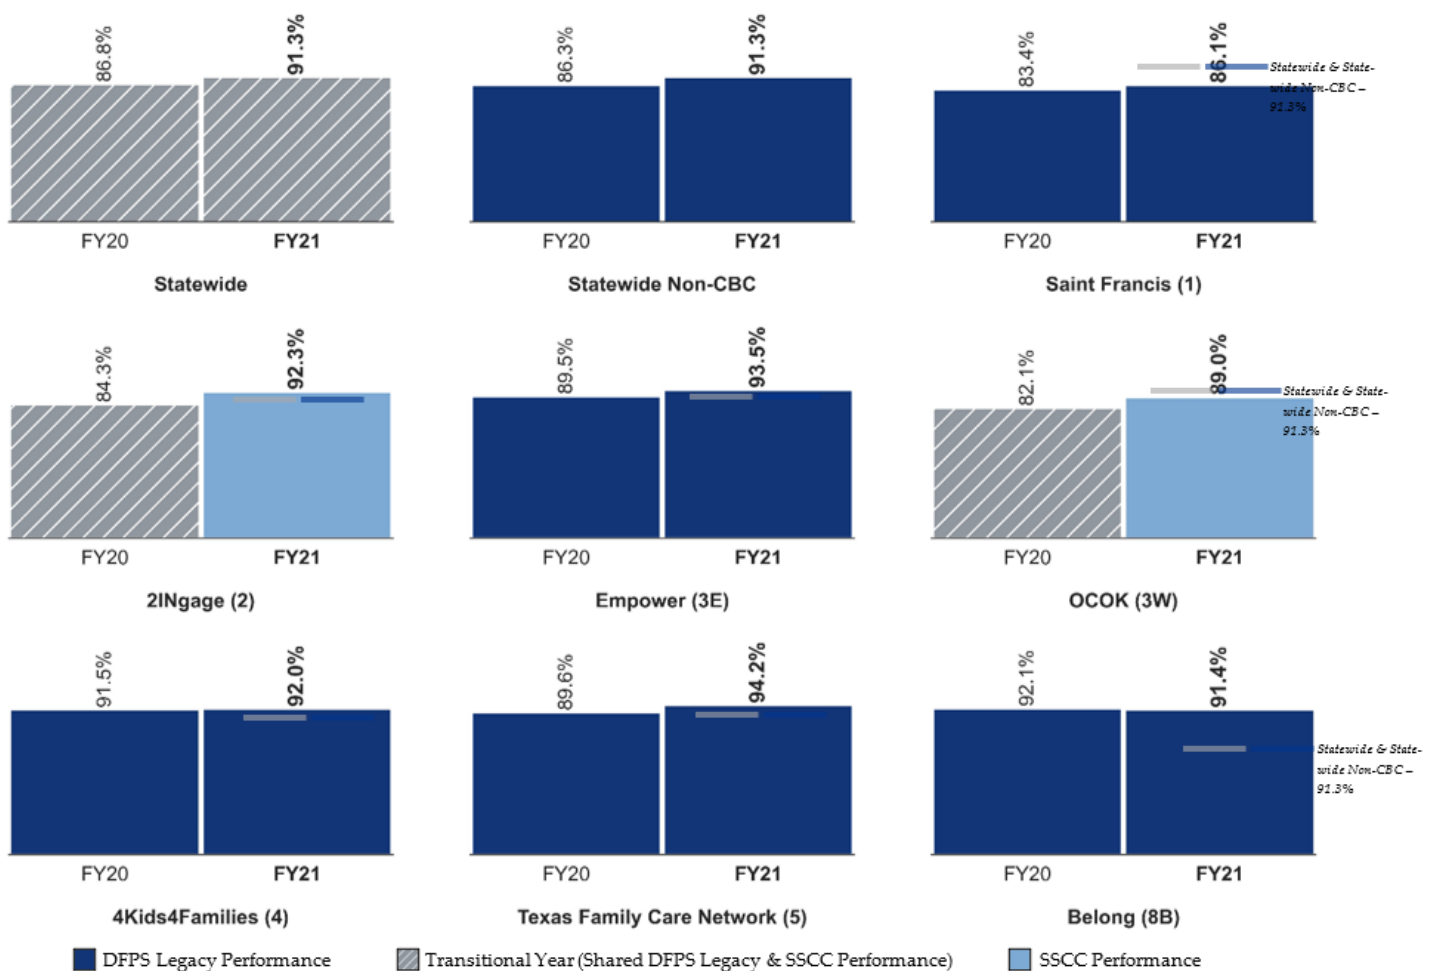 86.8%
91.3%
FY20
FY21
Statewide
86.3%
91.3%
FY20
FY21
Statewide Non-CBC
83.4%
86.1%
Statewide & State-
wide Non-CBC –
91.3%
FY20
FY21
Saint Francis (1)
84.3%
92.3%
FY20
FY21
2INgage (2)
89.5%
93.5%
FY20
FY21
Empower (3E)
82.1%
89.0%
Statewide & State-
wide Non-CBC –
91.3%
FY20
FY21
OCOK (3W)
91.5%
92.0%
FY20
FY21
4Kids4Families (4)
89.6%
94.2%
FY20
FY21
Texas Family Care Network (5)
92.1%
91.4%
Statewide & State-
wide Non-CBC –
91.3%
FY20
FY21
Belong (8B)
DFPS Legacy Performance
Transitional Year (Shared DFPS Legacy & SSCC Performance)
SSCC Performance